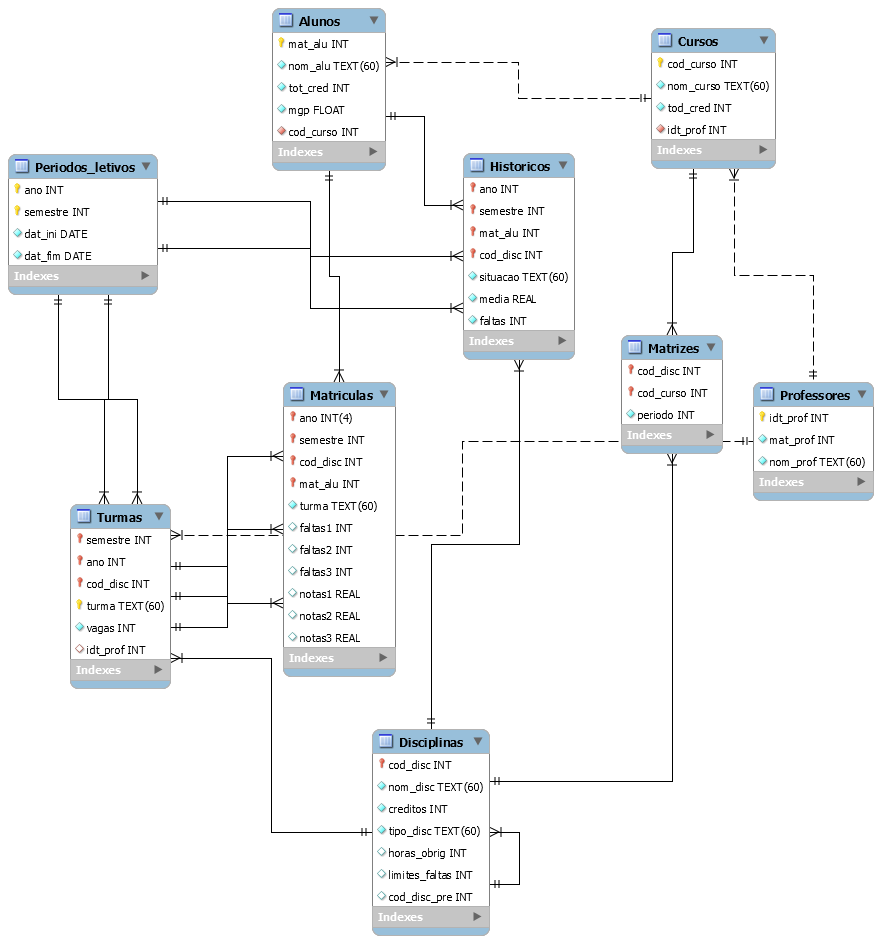 Alunos
mat_alu INT
nom_alu TEXT(60)
tot_cred INT
mgp FLOAT
cod_curso INT
Indexes
Cursos
cod_curso INT
nom_curso TEXT(60)
tod_cred INT
idt_prof INT
Indexes
Periodos_letivos
ano INT
semestre INT
dat_ini DATE
dat_fim DATE
Indexes
Historicos
ano INT
semestre INT
mat_alu INT
cod_disc INT
situacao TEXT(60)
media REAL
faltas INT
Indexes
Matrizes
cod_disc INT
cod_curso INT
periodo INT
Indexes
Professores
idt_prof INT
mat_prof INT
nom_prof TEXT(60)
Indexes
Matriculas
ano INT(4)
semestre INT
cod_disc INT
mat_alu INT
turma TEXT(60)
faltas1 INT
faltas2 INT
faltas3 INT
notas1 REAL
notas2 REAL
notas3 REAL
Indexes
Turmas
semestre INT
ano INT
cod_disc INT
turma TEXT(60)
vagas INT
idt_prof INT
Indexes
Disciplinas
cod_disc INT
nom_disc TEXT(60)
creditos INT
tipo_disc TEXT(60)
horas_obrig INT
limites_faltas INT
cod_disc_pre INT
Indexes